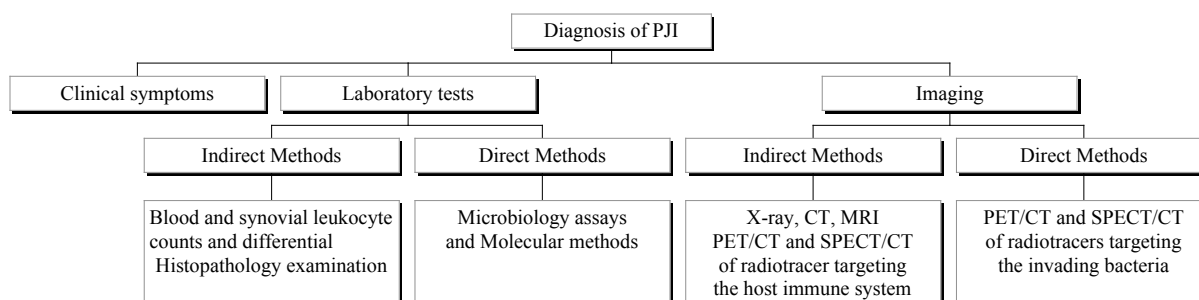 Diagnosis of PJI
Clinical symptoms
Laboratory tests
Imaging
Indirect Methods
Direct Methods
Indirect Methods
Direct Methods
Blood and synovial leukocyte
counts and differential
Histopathology examination
Microbiology assays
and Molecular methods
X-ray, CT, MRI
PET/CT and SPECT/CT
of radiotracer targeting
the host immune system
PET/CT and SPECT/CT
of radiotracers targeting
the invading bacteria